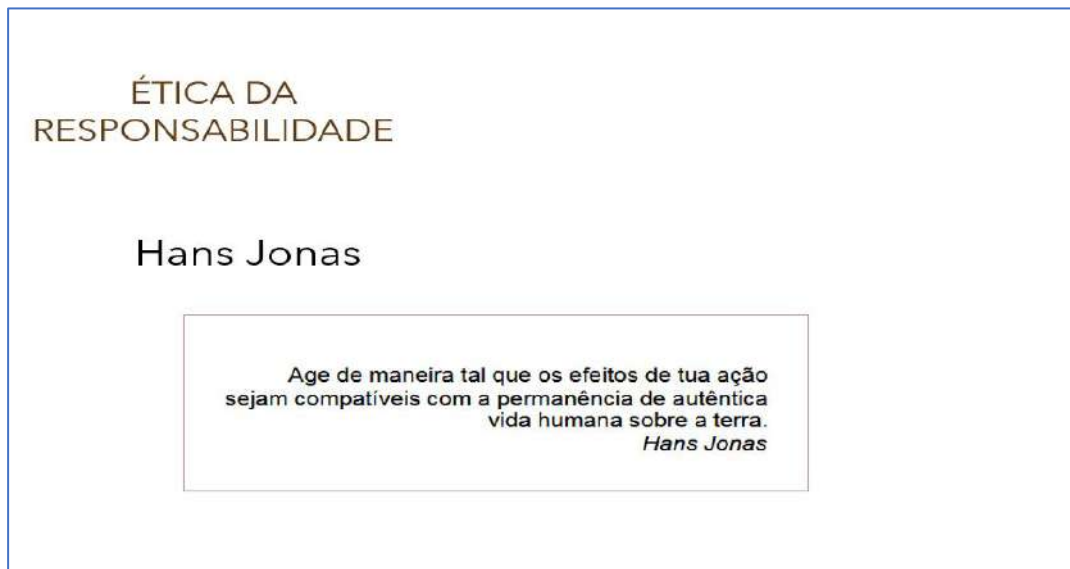 ÉTICA DA
RESPONSABILIDADE
Hans Jonas
Age de maneira tal que os efeitos de tua ação
sejam compatíveis com a permanência de autêntica
vida humana sobre a terra.
Hans Jonas